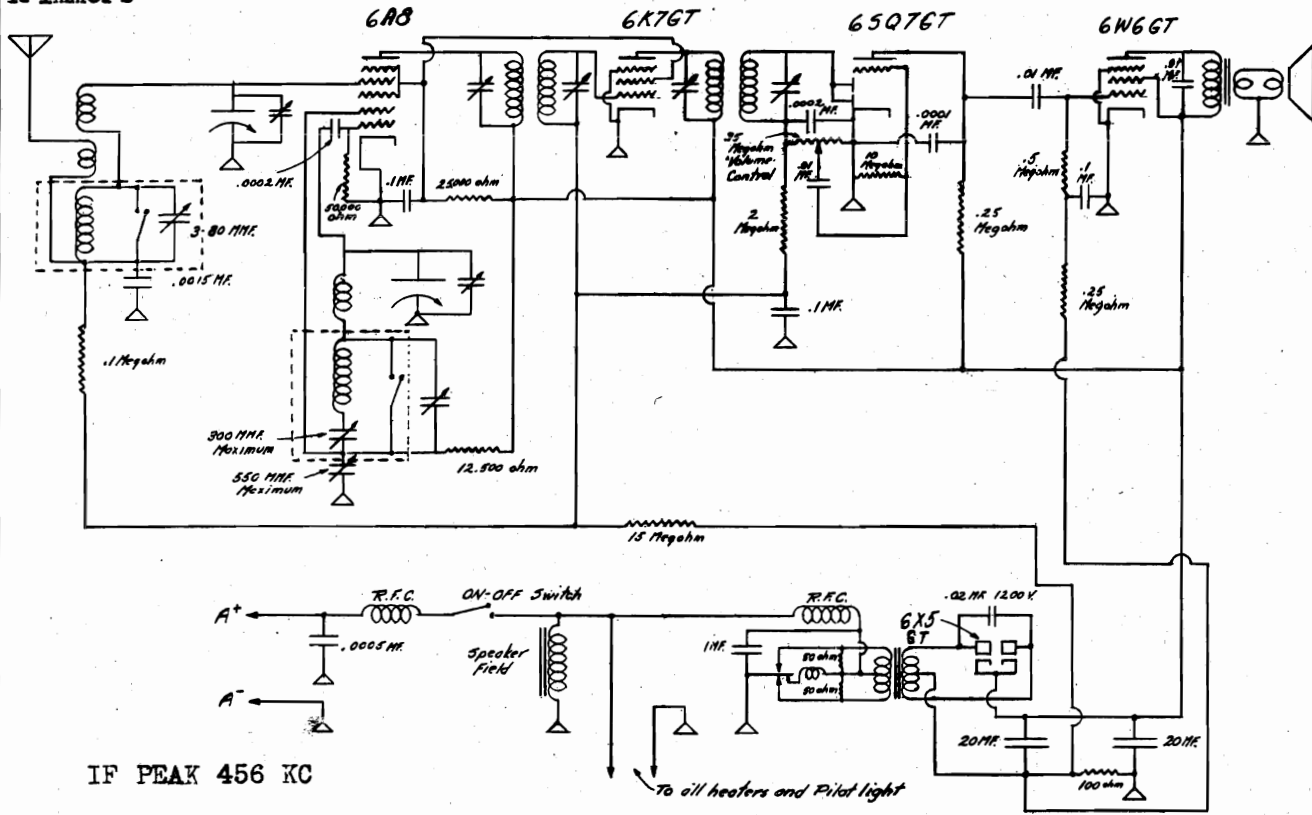 6A8
6K7GT
6SQ7GT
6W6GT
.01 MF.
.01
MF.
.0002 MF.
.0001
MF.
.35
Megohm
Volume
Control
.01
MF.
10
Megohm
.5
Megohm
.1
MF.
.0002 MF.
50,000
ohm
.1 MF.
25000 ohm
2
Megohm
.25
Megohm
3-80 MMF.
.0015 MF.
.1 MF.
.25
Megohm
.1 Megohm
300 MMF.
Maximum
12.500 ohm
550 MMF.
Meximum
15 Megohm
A+
R.F.C.
ON-OFF Switch
R.F.C.
.02 MF 1200 V.
6X5
GT
.0005 MF.
Speaker
Field
1 MF.
50 ohm
50 ohm
A-
20 MF.
20 MF.
100 ohm
IF PEAK 456 KC
To all heaters and Pilot light